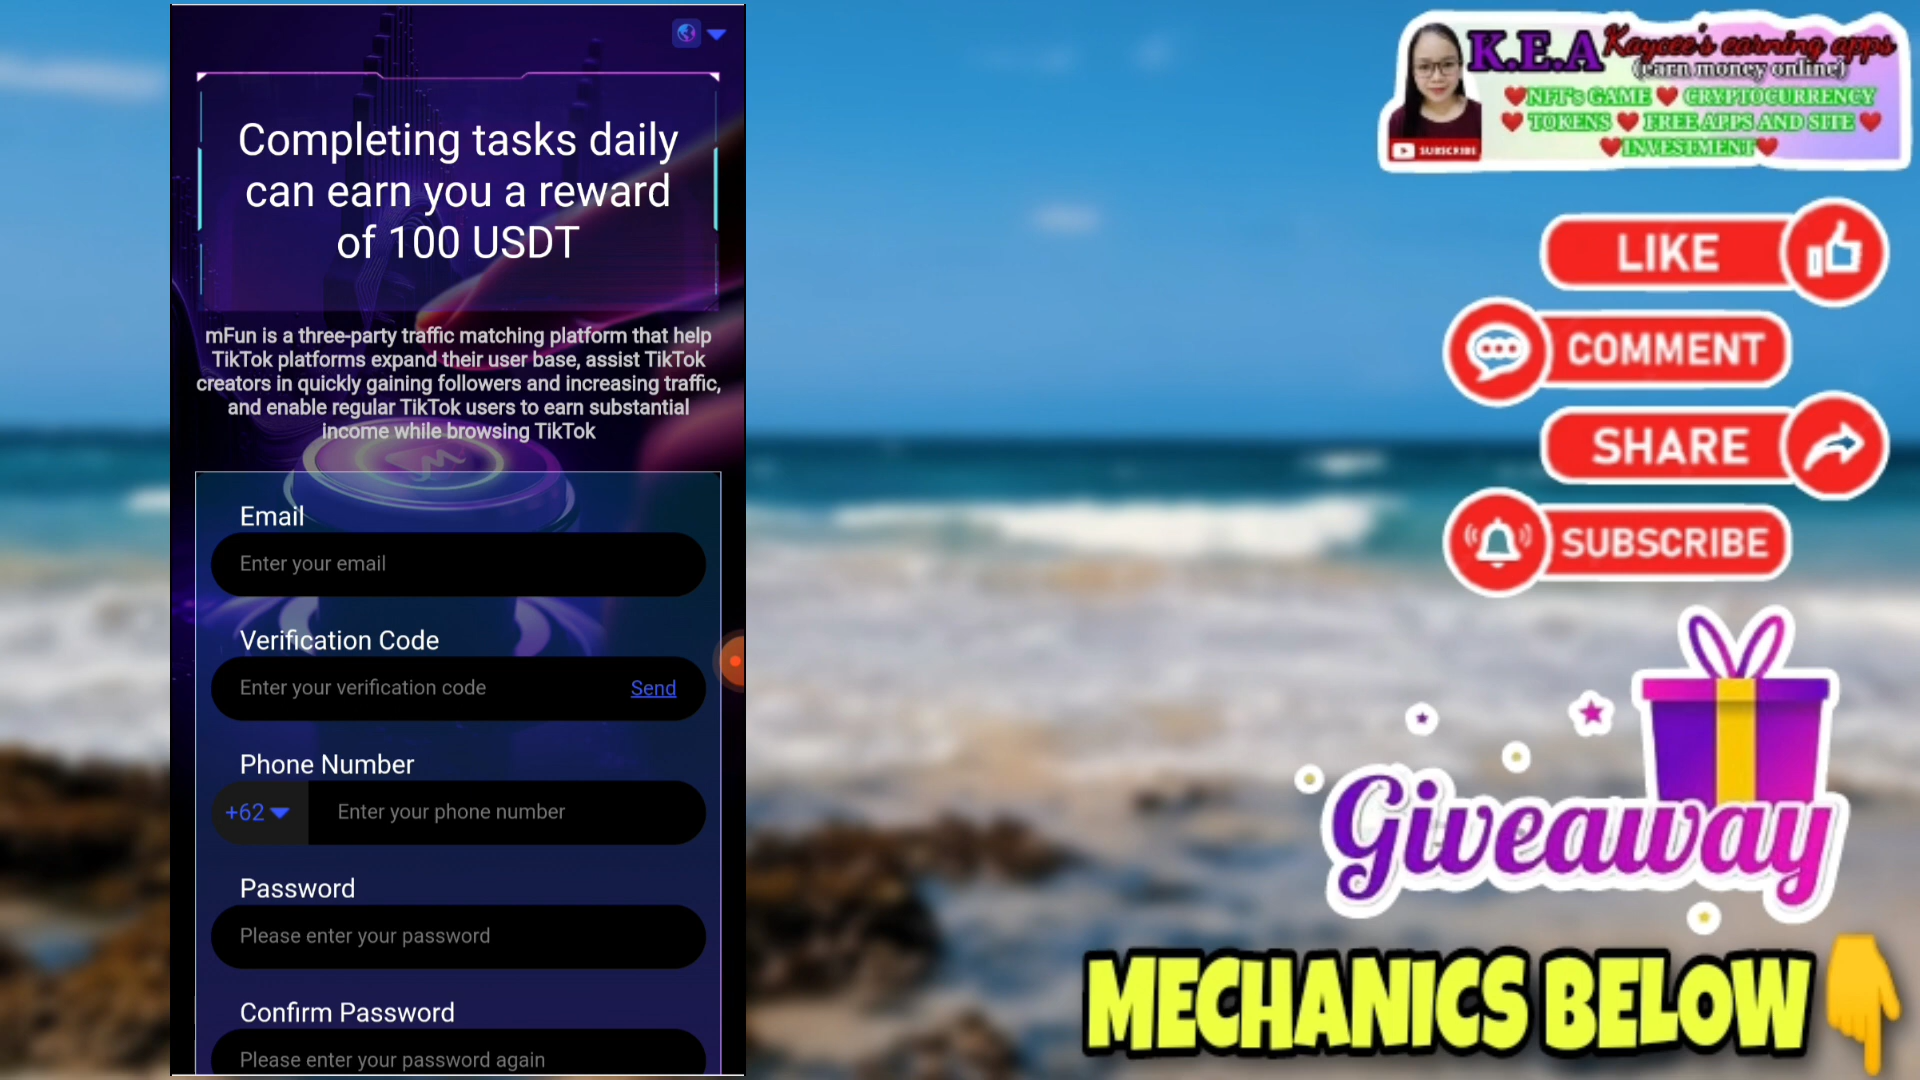 Completing tasks daily
can earn you a reward
of 100 USDT
mFun is a three-party traffic matching platform that help
TikTok platforms expand their user base, assist TikTok
creators in quickly gaining followers and increasing traffic,
and enable regular TikTok users to earn substantial
income while browsing TikTok
Email
Enter your email
Verification Code
Enter your verification code
Send
Phone Number
+62
Enter your phone number
Password
Please enter your password
Confirm Password
Please enter your password again
K.E.A Kaycee's earning apps
(earn money online)
NFT's GAME CRYPTOCURRENCY
TOKENS FREE APPS AND SITE
INVESTMENT
SUBSCRIBE
LIKE
COMMENT
SHARE
SUBSCRIBE
Giveaway
MECHANICS BELOW